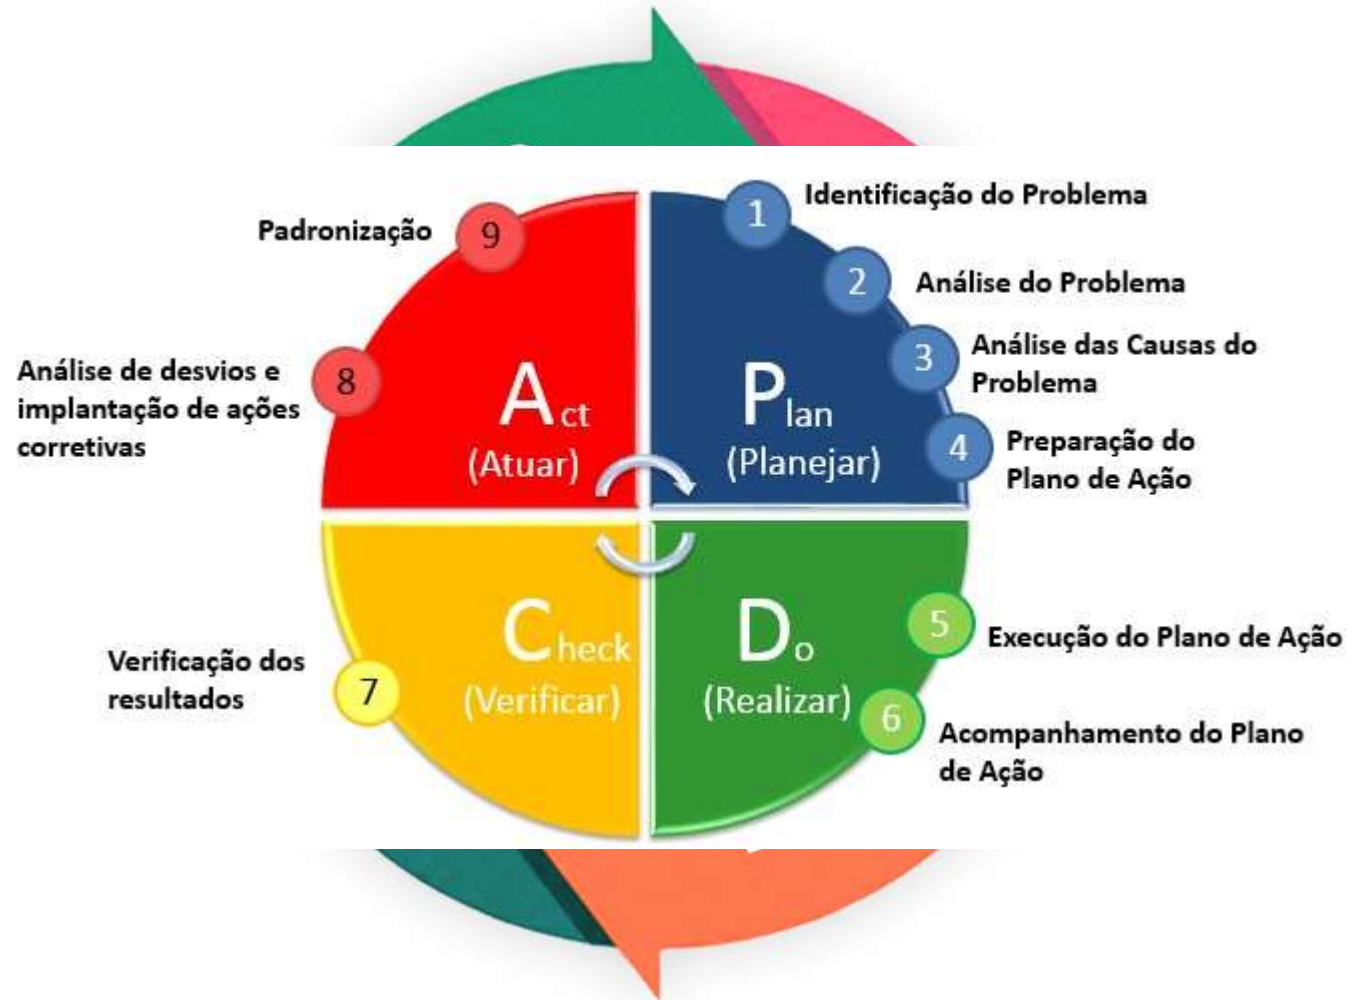 1
Identificação do Problema
2
Análise do Problema
3
Análise das Causas do
Problema
4
Preparação do
Plano de Ação
Plan
(Planejar)
5
Execução do Plano de Ação
6
Acompanhamento do Plano
de Ação
Do
(Realizar)
7
Verificação dos
resultados
Check
(Verificar)
8
Análise de desvios e
implantação de ações
corretivas
9
Padronização
Act
(Atuar)